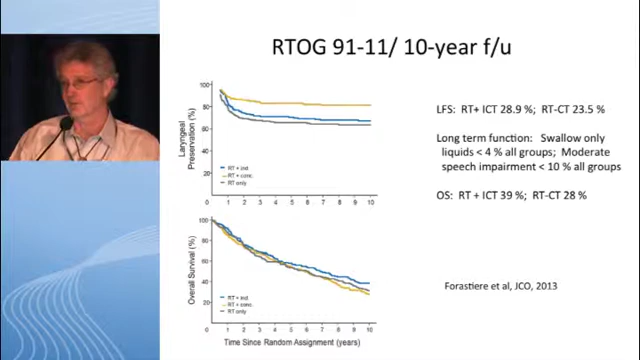 RTOG 91-11/ 10-year f/u
Laryngeal
Preservation (%)
100
80
60
40
20
RT + ind.
RT + conc.
RT only
0
1
2
3
4
5
6
7
8
9
10
Overall Survival (%)
100
80
60
40
20
RT + ind.
RT + conc.
RT only
0
1
2
3
4
5
6
7
8
9
10
Time Since Random Assignment (years)
LFS: RT+ ICT 28.9 %; RT-CT 23.5 %
Long term function: Swallow only
liquids < 4 % all groups; Moderate
speech impairment < 10 % all groups
OS: RT + ICT 39 %; RT-CT 28 %
Forastiere et al, JCO, 2013